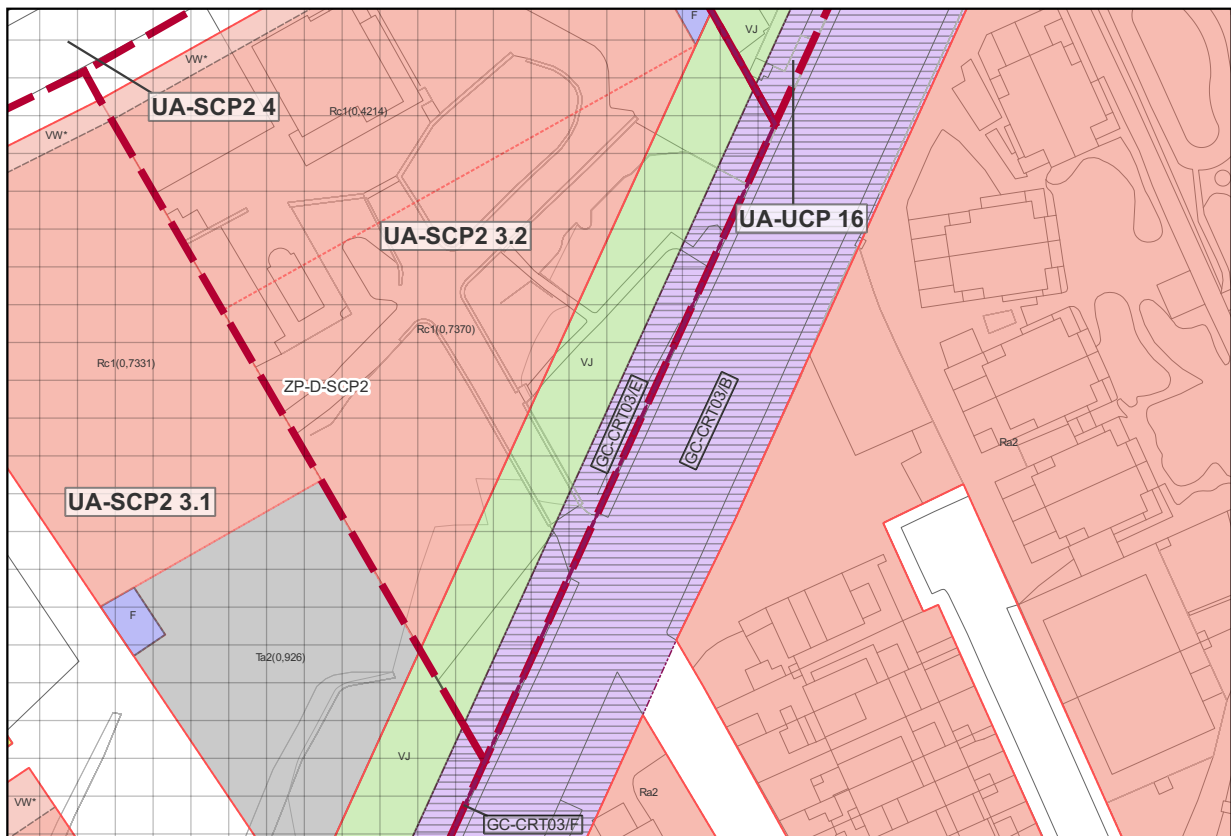 F
VJ
VW*
UA-SCP2 4
Rc1(0,4214)
VW*
UA-UCP 16
UA-SCP2 3.2
Rc1(0,7370)
Rc1(0,7331)
VJ
ZP-D-SCP2
GC-CRT03/E
GC-CRT03/B
Ra2
UA-SCP2 3.1
F
Ta2(0,926)
VJ
Ra2
VW*
GC-CRT03/F